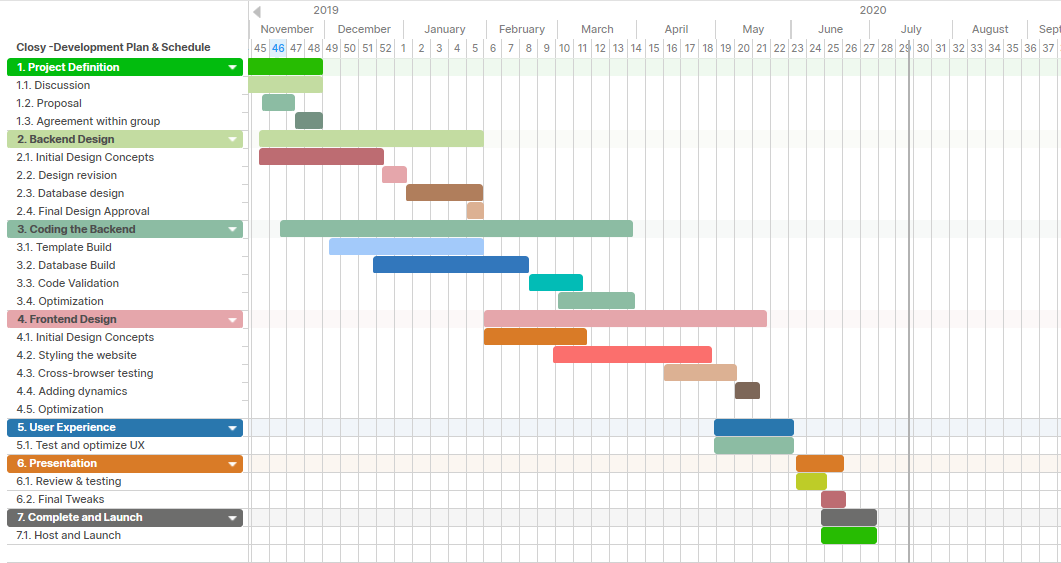 2019 2020
November December January February March April May June July August Sept
Closy -Development Plan & Schedule 45 46 47 48 49 50 51 52 1 2 3 4 5 6 7 8 9 10 11 12 13 14 15 16 17 18 19 20 21 22 23 24 25 26 27 28 29 30 31 32 33 34 35 36 37
1. Project Definition
1.1. Discussion
1.2. Proposal
1.3. Agreement within group
2. Backend Design
2.1. Initial Design Concepts
2.2. Design revision
2.3. Database design
2.4. Final Design Approval
3. Coding the Backend
3.1. Template Build
3.2. Database Build
3.3. Code Validation
3.4. Optimization
4. Frontend Design
4.1. Initial Design Concepts
4.2. Styling the website
4.3. Cross-browser testing
4.4. Adding dynamics
4.5. Optimization
5. User Experience
5.1. Test and optimize UX
6. Presentation
6.1. Review & testing
6.2. Final Tweaks
7. Complete and Launch
7.1. Host and Launch